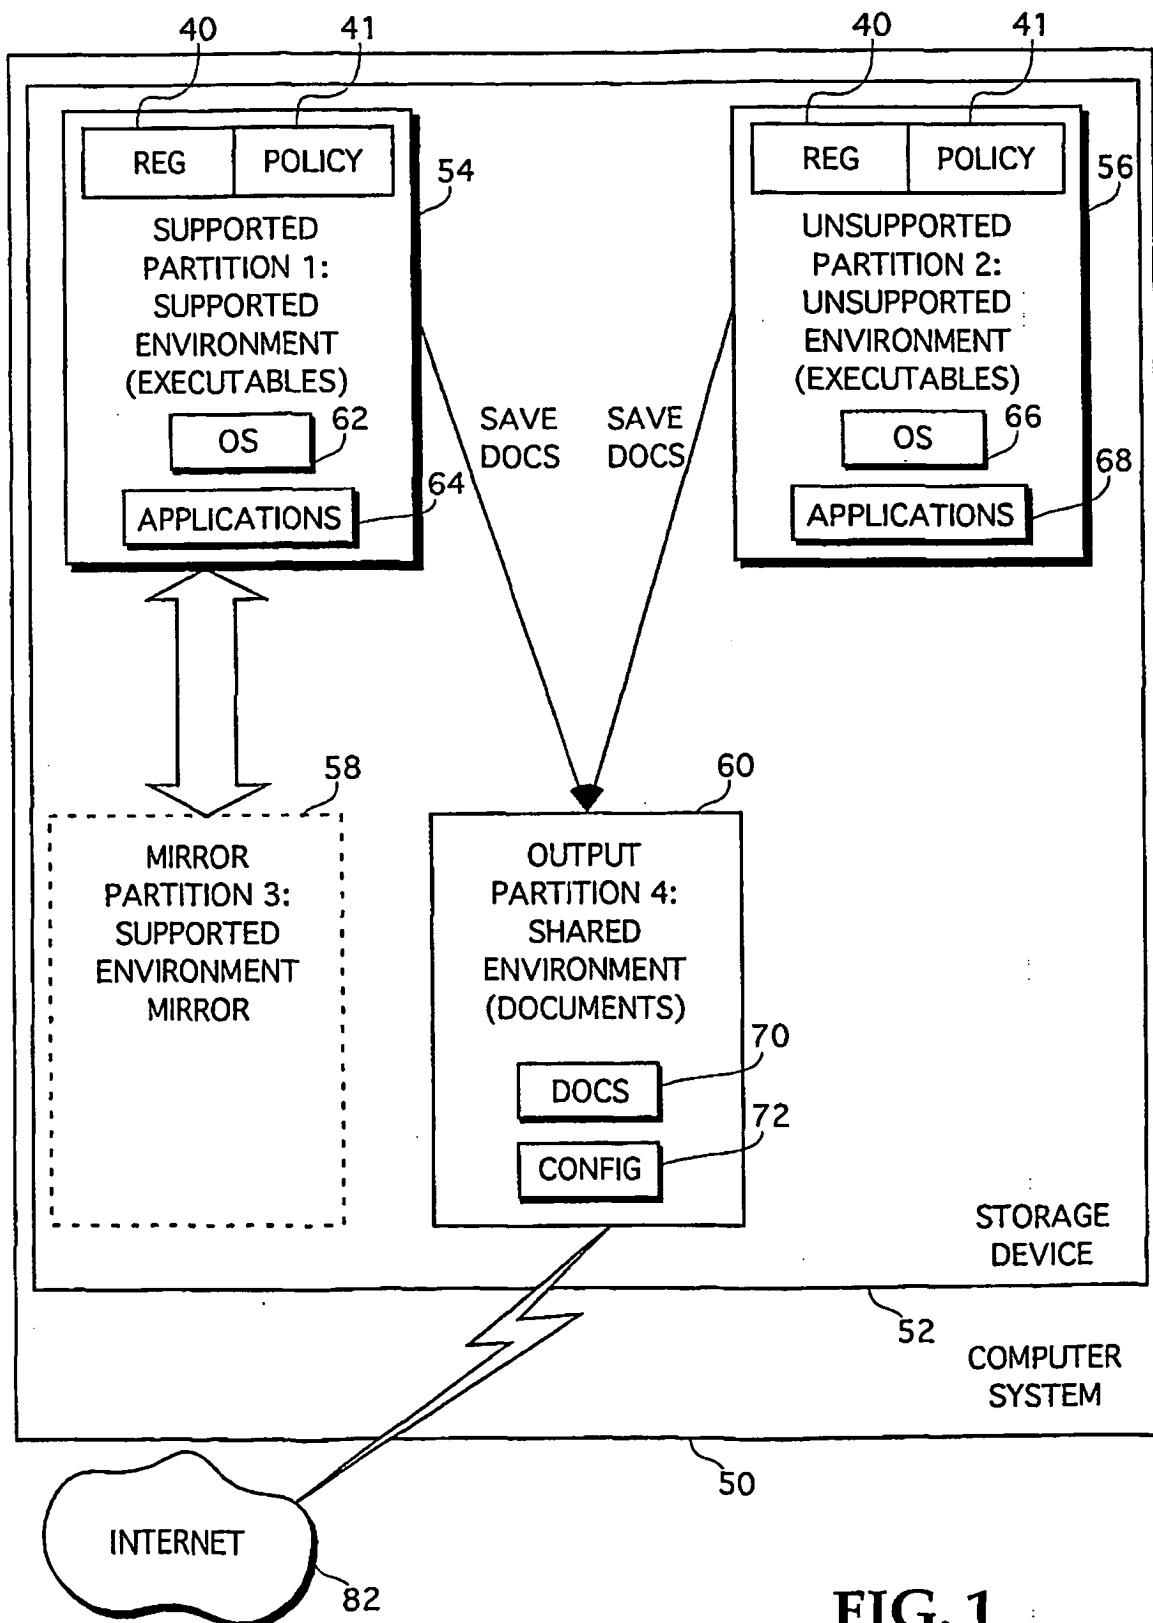 40
41
40
41
REG
POLICY
REG
POLICY
54
56
SUPPORTED
PARTITION 1:
SUPPORTED
ENVIRONMENT
(EXECUTABLES)
OS
62
APPLICATIONS
64
UNSUPPORTED
PARTITION 2:
UNSUPPORTED
ENVIRONMENT
(EXECUTABLES)
OS
66
APPLICATIONS
68
SAVE
DOCS
SAVE
DOCS
58
60
MIRROR
PARTITION 3:
SUPPORTED
ENVIRONMENT
MIRROR
OUTPUT
PARTITION 4:
SHARED
ENVIRONMENT
(DOCUMENTS)
DOCS
70
CONFIG
72
STORAGE
DEVICE
52
COMPUTER
SYSTEM
50
INTERNET
82
FIG. 1